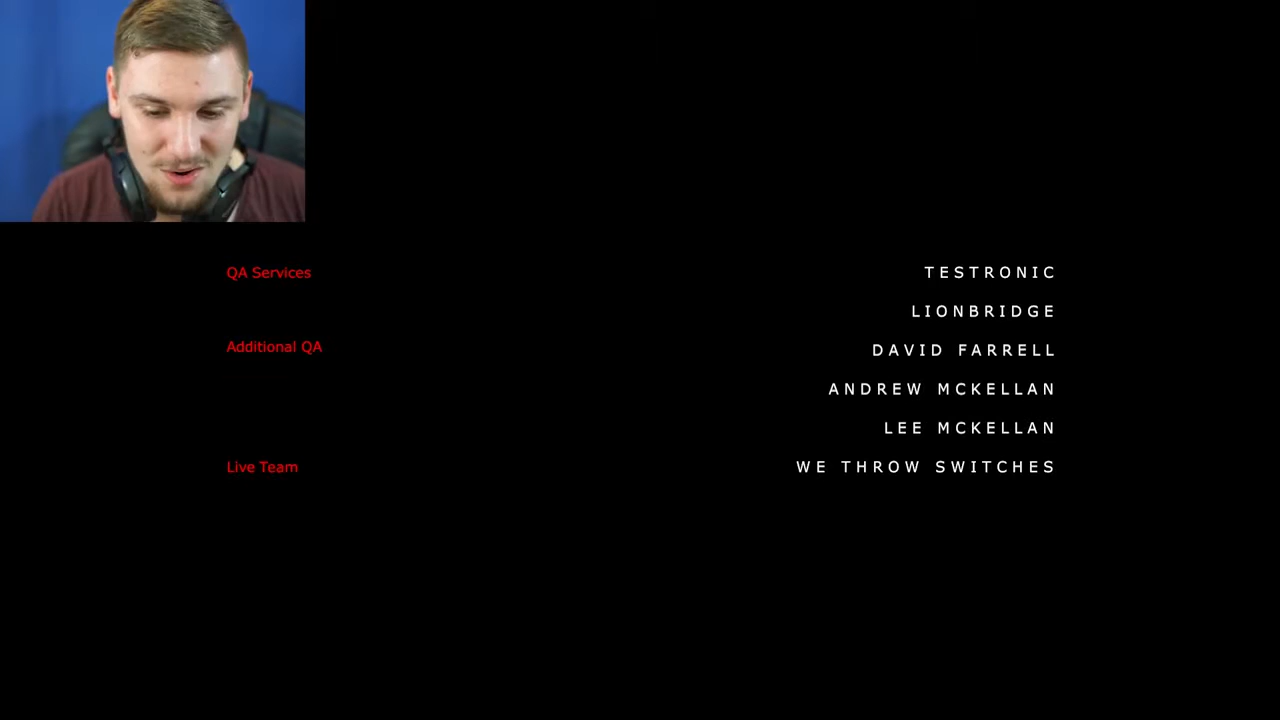 QA Services
TESTRONIC
LIONBRIDGE
Additional QA
DAVID FARRELL
ANDREW MCKELLAN
LEE MCKELLAN
Live Team
WE THROW SWITCHES